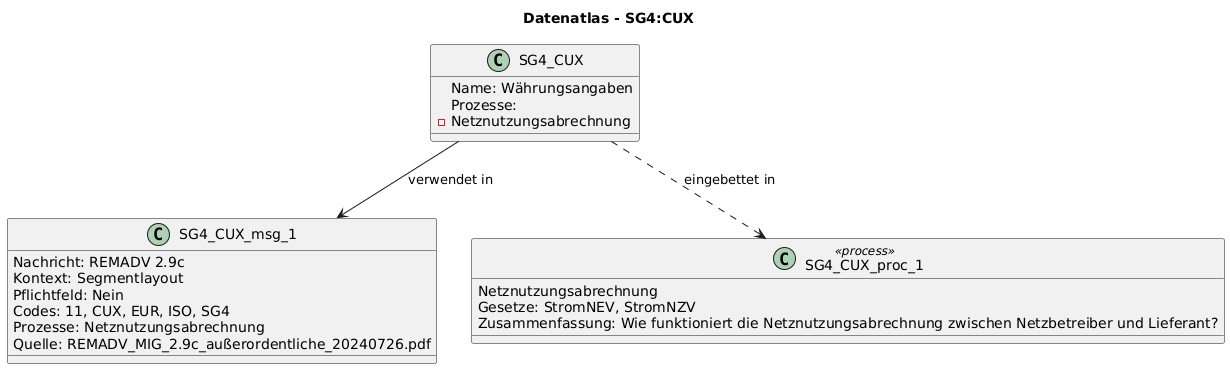 Datenatlas - SG4:CUX
C SG4_CUX
Name: Währungsangaben
Prozesse:
Netznutzungsabrechnung
verwendet in
eingebettet in
C SG4_CUX_msg_1
Nachricht: REMADV 2.9c
Kontext: Segmentlayout
Pflichtfeld: Nein
Codes: 11, CUX, EUR, ISO, SG4
Prozesse: Netznutzungsabrechnung
Quelle: REMADV_MIG_2.9c_außerordentliche_20240726.pdf
«process»
C SG4_CUX_proc_1
Netznutzungsabrechnung
Gesetze: StromNEV, StromNZV
Zusammenfassung: Wie funktioniert die Netznutzungsabrechnung zwischen Netzbetreiber und Lieferant?